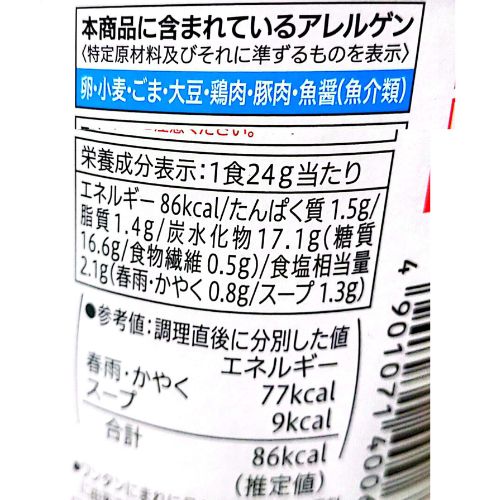 本商品に含まれているアレルゲン
〈特定原材料及びそれに準ずるものを表示〉
卵・小麦・ごま・大豆・鶏肉・豚肉・魚醤(魚介類)
ください。
栄養成分表示:1食24g当たり
エネルギー 86kcal/たんぱく質 1.5g/
脂質 1.4g/炭水化物 17.1g(糖質
16.6g/食物繊維 0.5g)/食塩相当量
2.1g(春雨・かやく 0.8g/スープ 1.3g)
●参考値:調理直後に分別した値
エネルギー
春雨・かやく 77kcal
スープ 9kcal
合計 86kcal
(推定値)
4 901071 400